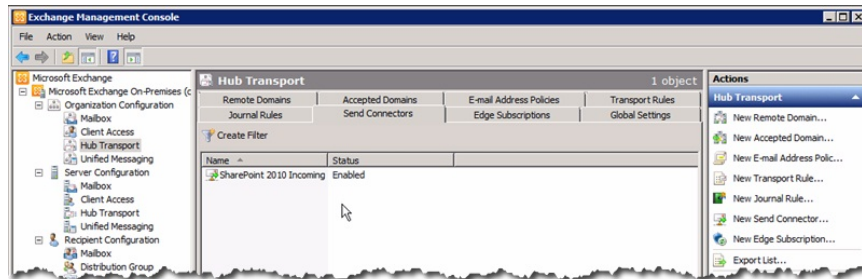 Exchange Management Console
File Action View Help
Microsoft Exchange
Microsoft Exchange On-Premises (c
Organization Configuration
Mailbox
Client Access
Hub Transport
Unified Messaging
Server Configuration
Mailbox
Client Access
Hub Transport
Unified Messaging
Recipient Configuration
Mailbox
Distribution Group
Hub Transport 1 object
Remote Domains Accepted Domains E-mail Address Policies Transport Rules
Journal Rules Send Connectors Edge Subscriptions Global Settings
Create Filter
Name Status
SharePoint 2010 Incoming Enabled
Actions
Hub Transport
New Remote Domain...
New Accepted Domain...
New E-mail Address Polic...
New Transport Rule...
New Journal Rule...
New Send Connector...
New Edge Subscription...
Export List...